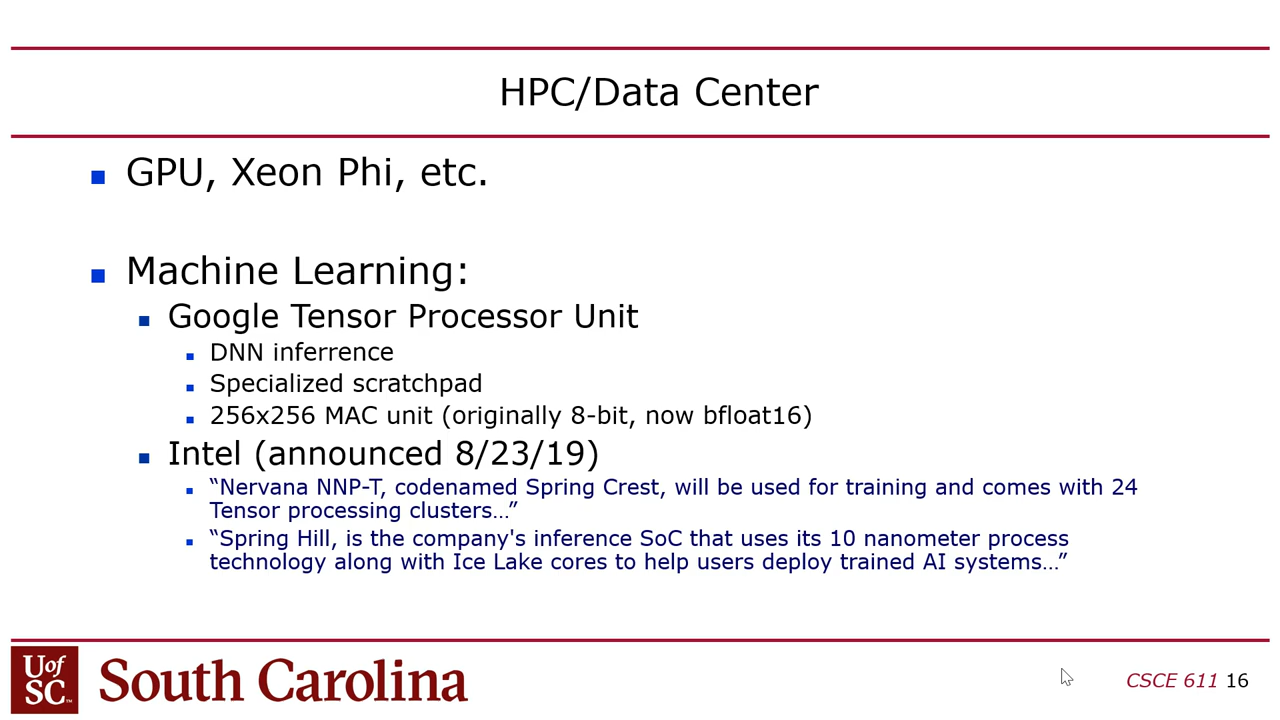 HPC/Data Center
GPU, Xeon Phi, etc.
Machine Learning:
Google Tensor Processor Unit
DNN inferrence
Specialized scratchpad
256x256 MAC unit (originally 8-bit, now bfloat16)
Intel (announced 8/23/19)
“Nervana NNP-T, codenamed Spring Crest, will be used for training and comes with 24
Tensor processing clusters…”
“Spring Hill, is the company's inference SoC that uses its 10 nanometer process
technology along with Ice Lake cores to help users deploy trained AI systems…”
U of
SC™
South Carolina
CSCE 611 16